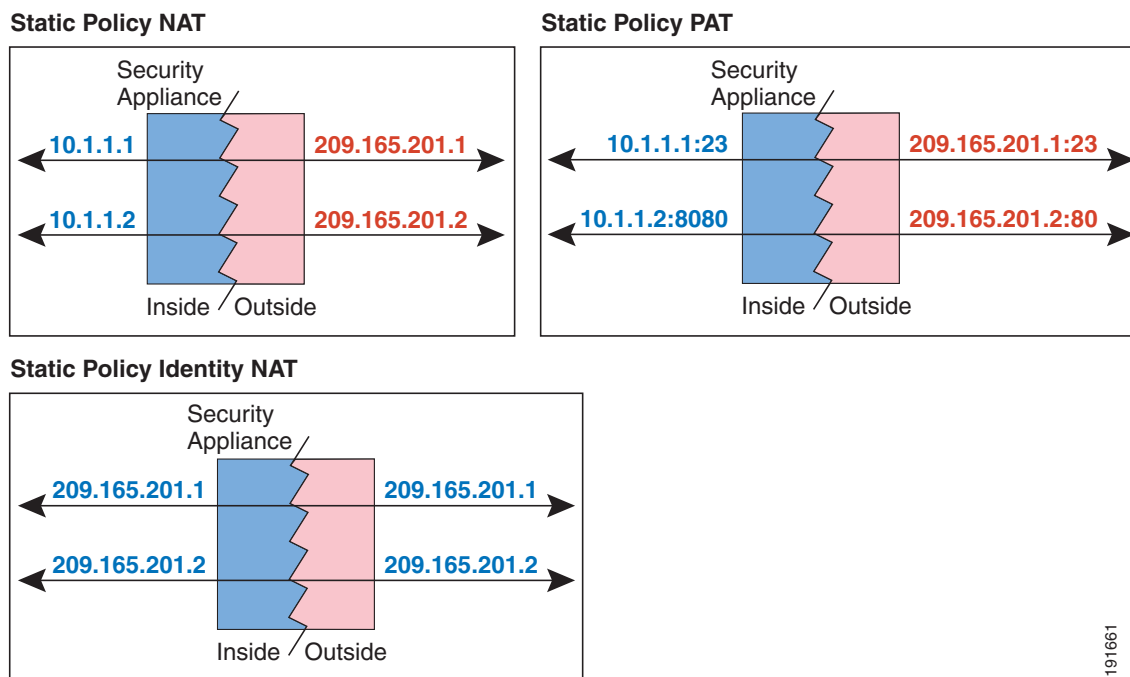 Static Policy NAT
Security
Appliance
10.1.1.1
209.165.201.1
10.1.1.2
209.165.201.2
Inside
Outside
Static Policy PAT
Security
Appliance
10.1.1.1:23
209.165.201.1:23
10.1.1.2:8080
209.165.201.2:80
Inside
Outside
Static Policy Identity NAT
Security
Appliance
209.165.201.1
209.165.201.1
209.165.201.2
209.165.201.2
Inside
Outside
191661